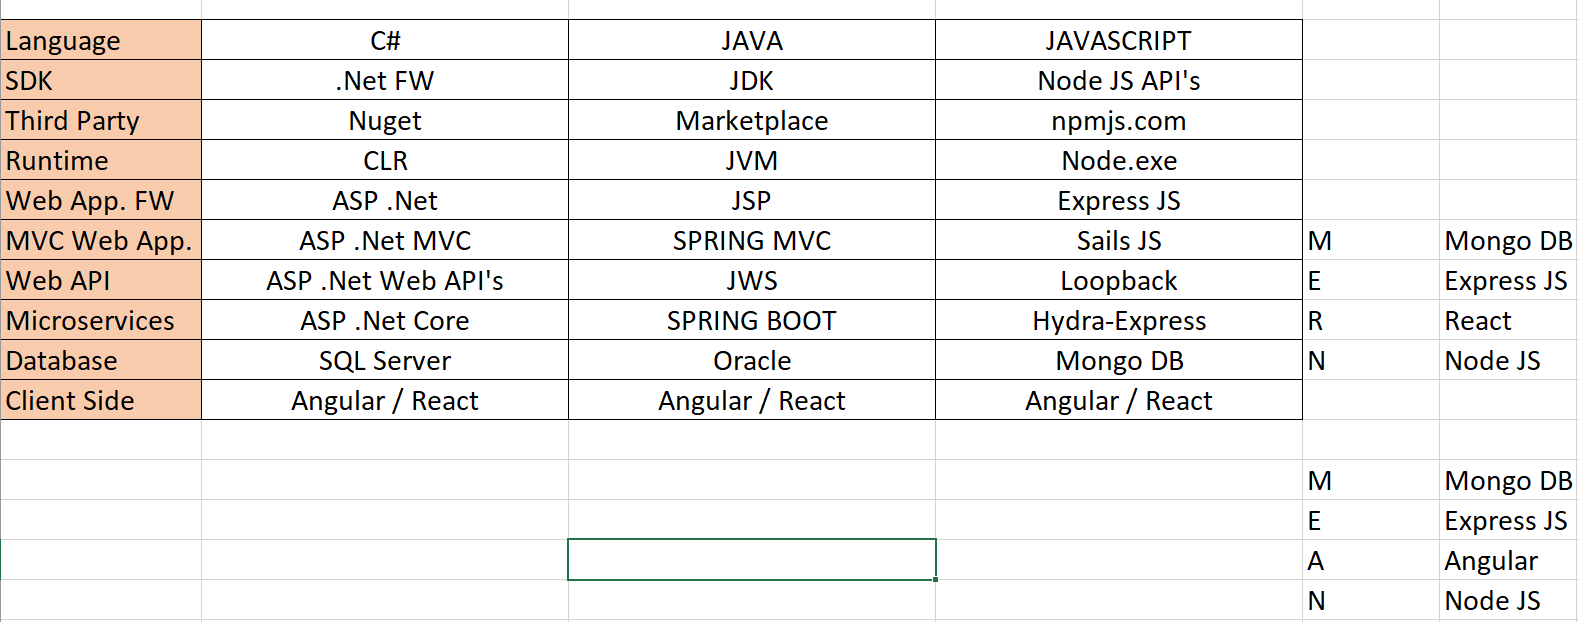 Language C# JAVA JAVASCRIPT
SDK .Net FW JDK Node JS API's
Third Party Nuget Marketplace npmjs.com
Runtime CLR JVM Node.exe
Web App. FW ASP .Net JSP Express JS
MVC Web App. ASP .Net MVC SPRING MVC Sails JS M Mongo DB
Web API ASP .Net Web API's JWS Loopback E Express JS
Microservices ASP .Net Core SPRING BOOT Hydra-Express R React
Database SQL Server Oracle Mongo DB N Node JS
Client Side Angular / React Angular / React Angular / React
M Mongo DB
E Express JS
A Angular
N Node JS